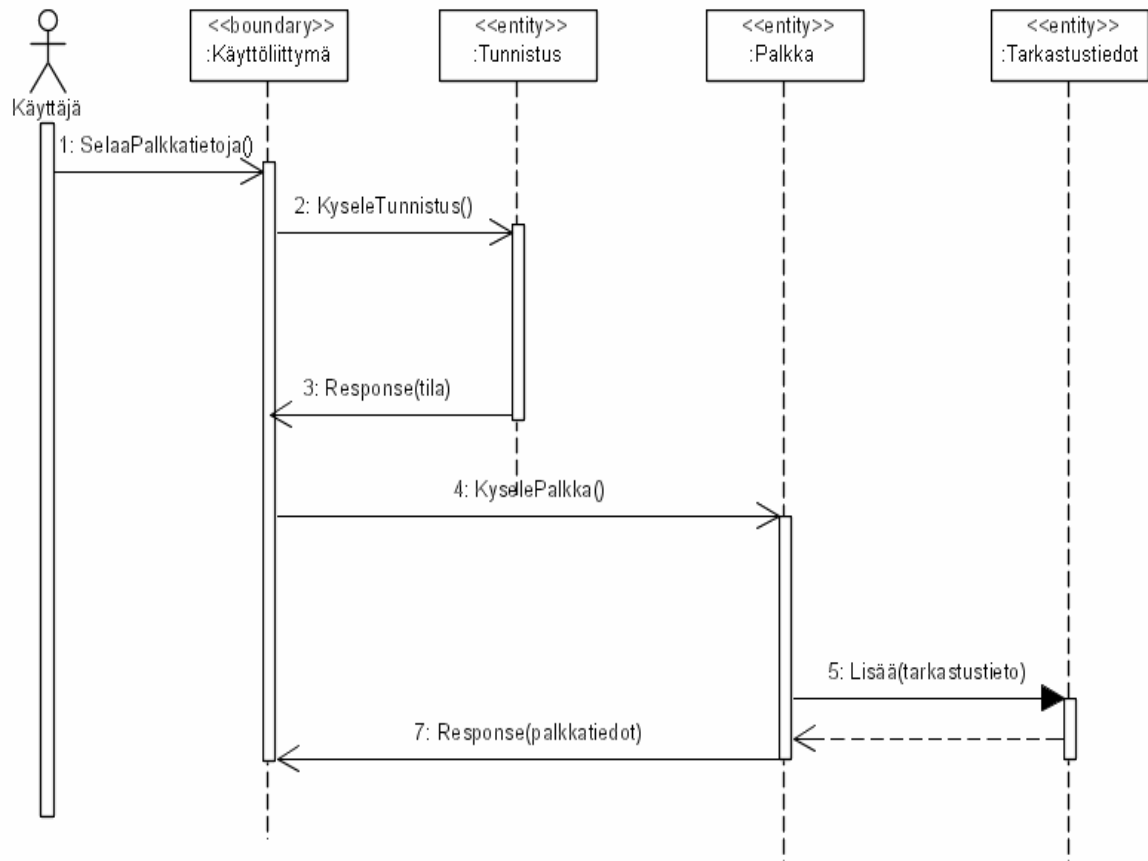 <<boundary>>
:Käyttöliittymä
<<entity>>
:Tunnistus
<<entity>>
:Palkka
<<entity>>
:Tarkastustiedot
Käyttäjä
1: SelaaPalkkatietoja()
2: KyseleTunnistus()
3: Response(tila)
4: KysellePalkka()
5: Lisää(tarkastustieto)
7: Response(palkkatiedot)